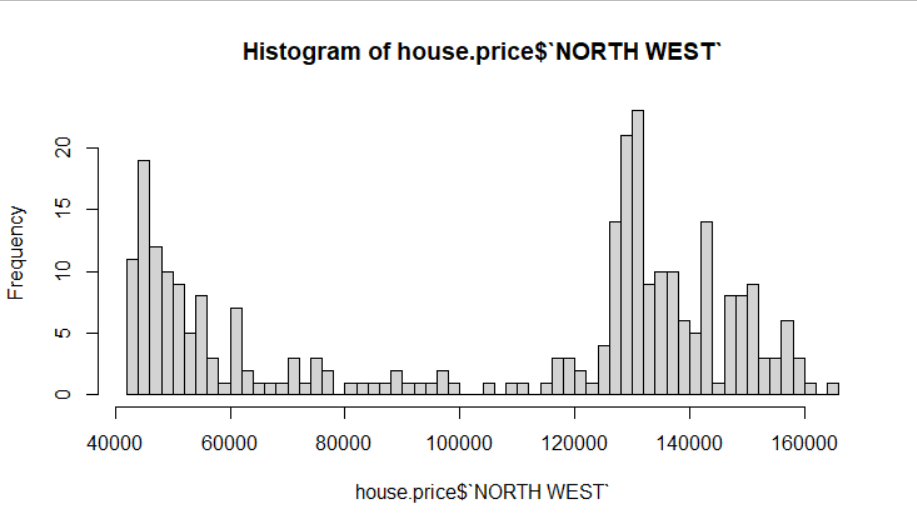 Histogram of house.price$`NORTH WEST`
Frequency
20
15
10
5
0
40000 60000 80000 100000 120000 140000 160000
house.price$`NORTH WEST`